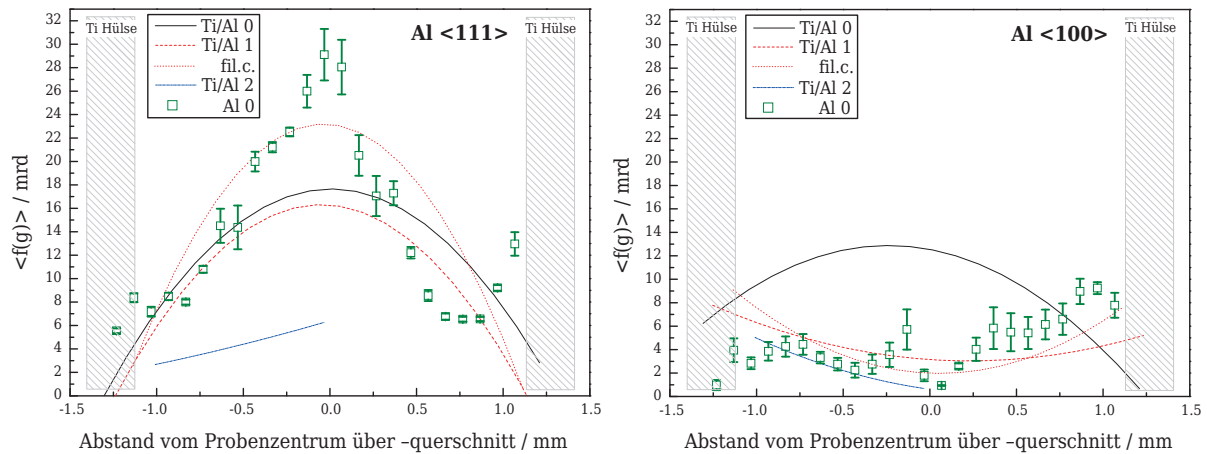 Ti Hülse
Ti/Al 0
Ti/Al 1
fil.c.
Ti/Al 2
Al 0
Al <111>
Ti Hülse
32
30
28
26
24
22
20
18
16
14
12
10
8
6
4
2
0
<f(g)> / mrd
-1.5
-1.0
-0.5
0.0
0.5
1.0
1.5
Abstand vom Probenzentrum über –querschnitt / mm
Ti Hülse
Ti/Al 0
Ti/Al 1
fil.c.
Ti/Al 2
Al 0
Al <100>
Ti Hülse
32
30
28
26
24
22
20
18
16
14
12
10
8
6
4
2
0
<f(g)> / mrd
-1.5
-1.0
-0.5
0.0
0.5
1.0
1.5
Abstand vom Probenzentrum über –querschnitt / mm